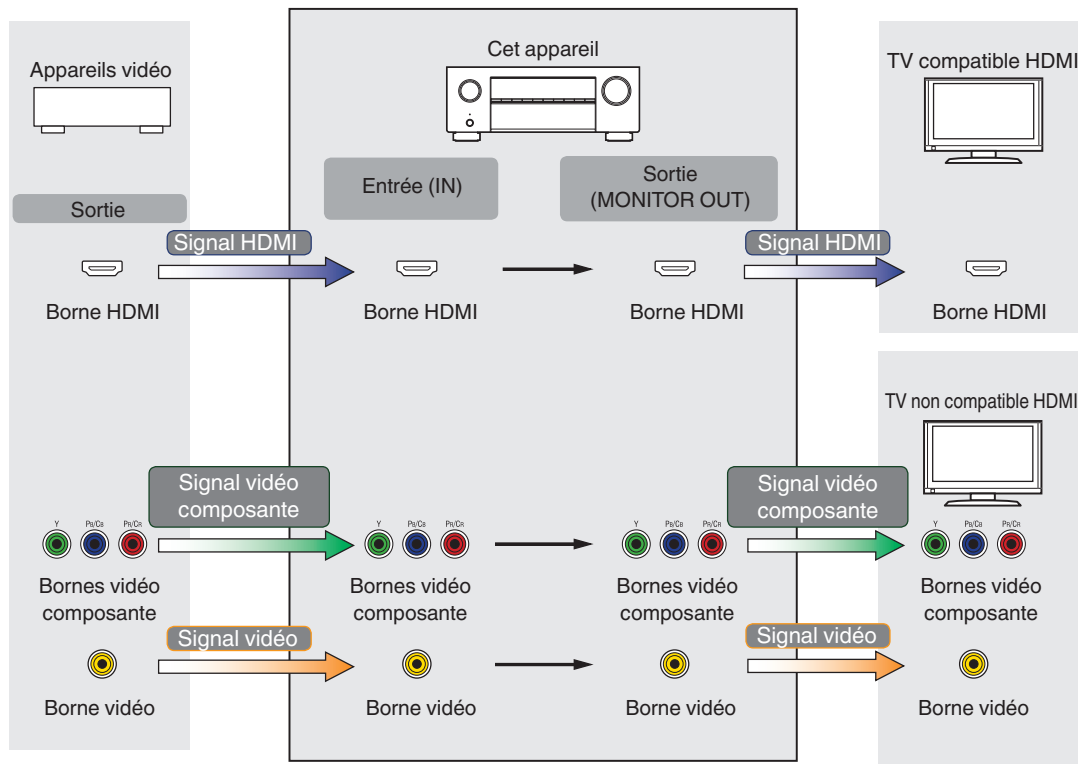 Cet appareil
Appareils vidéo
TV compatible HDMI
Entrée (IN)
Sortie
(MONITOR OUT)
Sortie
Signal HDMI
Signal HDMI
Borne HDMI
Borne HDMI
Borne HDMI
Borne HDMI
TV non compatible HDMI
Signal vidéo
composante
Signal vidéo
composante
Y PB/CB PR/CR
Y PB/CB PR/CR
Y PB/CB PR/CR
Y PB/CB PR/CR
Bornes vidéo
composante
Bornes vidéo
composante
Bornes vidéo
composante
Bornes vidéo
composante
Signal vidéo
Signal vidéo
Borne vidéo
Borne vidéo
Borne vidéo
Borne vidéo